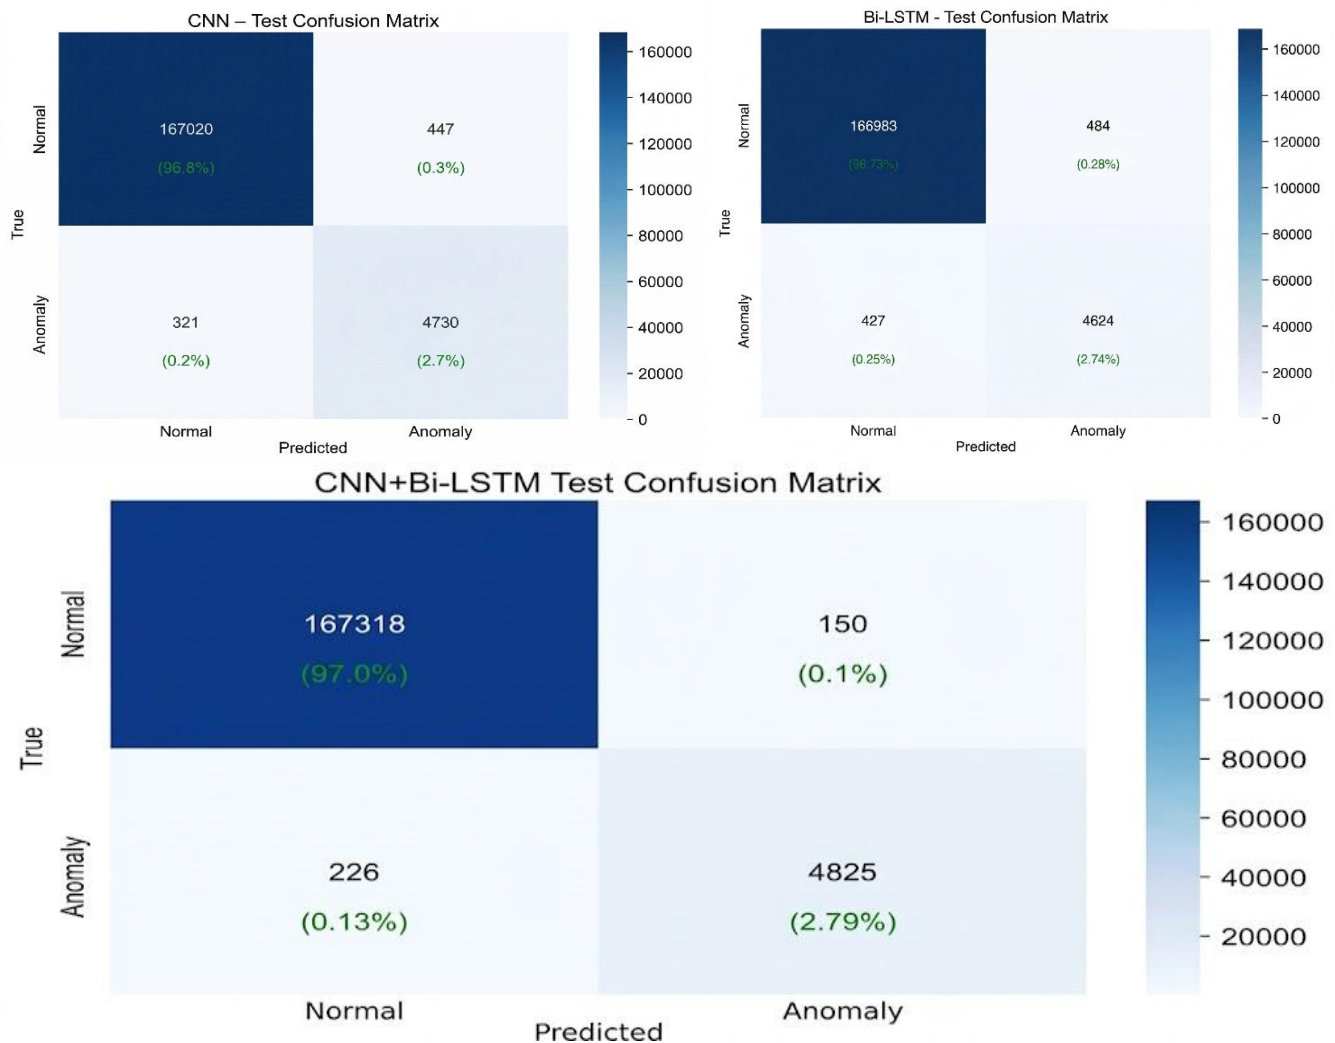 CNN – Test Confusion Matrix
Normal
167020
447
(96.8%)
(0.3%)
True
Anomaly
321
4730
(0.2%)
(2.7%)
Normal
Anomaly
Predicted
160000
140000
120000
100000
80000
60000
40000
20000
0
Bi-LSTM - Test Confusion Matrix
Normal
166983
484
(96.73%)
(0.28%)
True
Anomaly
427
4624
(0.25%)
(2.74%)
Normal
Anomaly
Predicted
160000
140000
120000
100000
80000
60000
40000
20000
0
CNN+Bi-LSTM Test Confusion Matrix
Normal
167318
150
(97.0%)
(0.1%)
True
Anomaly
226
4825
(0.13%)
(2.79%)
Normal
Anomaly
Predicted
160000
140000
120000
100000
80000
60000
40000
20000